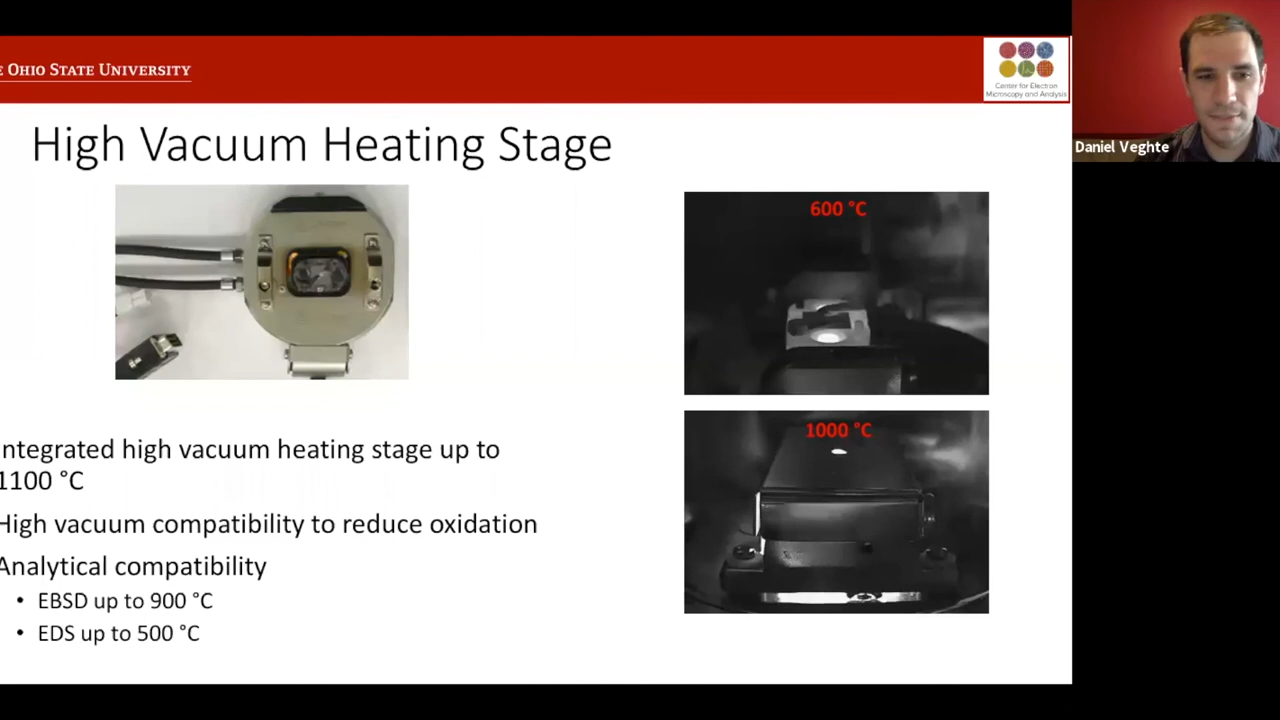 E OHIO STATE UNIVERSITY
Center for Electron
Microscopy and Analysis
Daniel Veghte
High Vacuum Heating Stage
600 °C
1000 °C
ntegrated high vacuum heating stage up to
1100 °C
High vacuum compatibility to reduce oxidation
Analytical compatibility
• EBSD up to 900 °C
• EDS up to 500 °C